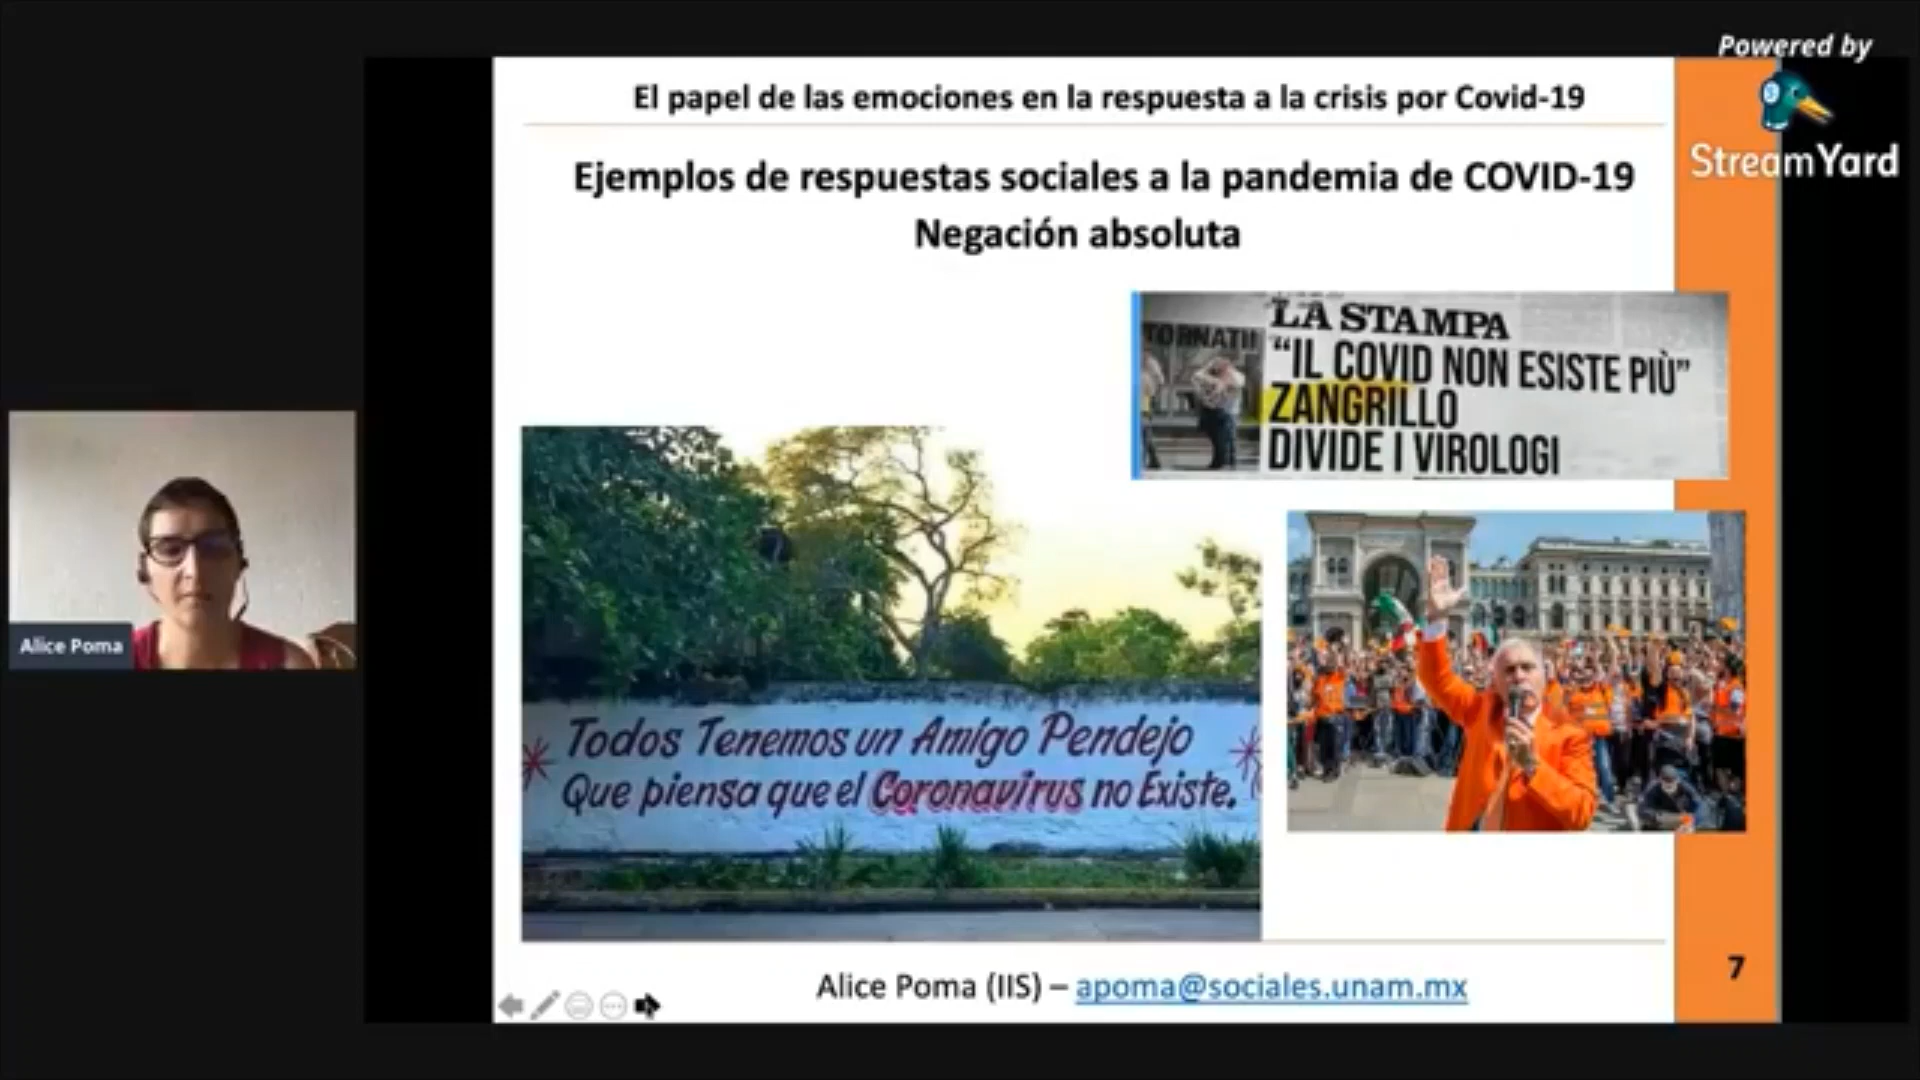 Powered by
StreamYard
El papel de las emociones en la respuesta a la crisis por Covid-19
Ejemplos de respuestas sociales a la pandemia de COVID-19
Negación absoluta
LA STAMPA
"IL COVID NON ESISTE PIÙ"
ZANGRILLO
DIVIDE I VIROLOGI
Todos Tenemos un Amigo Pendejo
Que piensa que el Coronavirus no Existe.
Alice Poma
Alice Poma (IIS) – apoma@sociales.unam.mx
7